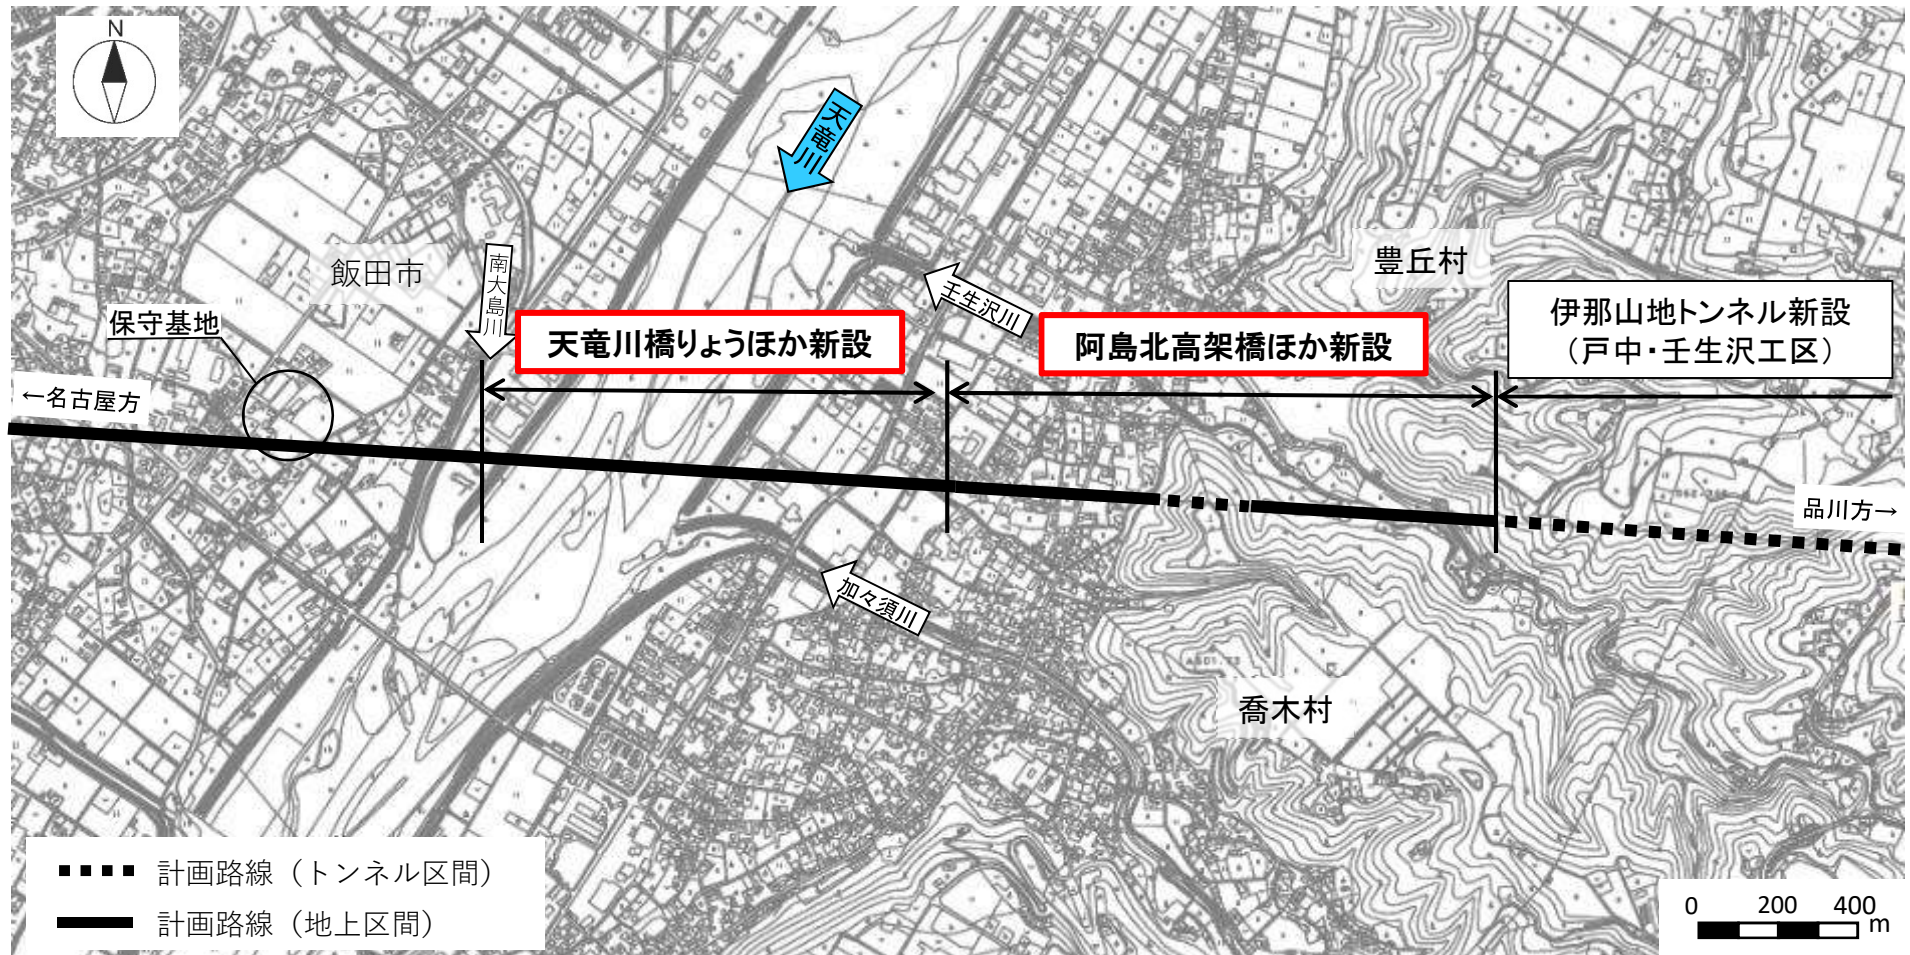 N
天竜川
飯田市
南大島川
壬生沢川
豊丘村
保守基地
天竜川橋りょうほか新設
阿島北高架橋ほか新設
伊那山地トンネル新設
（戸中・壬生沢工区）
←名古屋方
品川方→
加々須川
喬木村
計画路線（トンネル区間）
計画路線（地上区間）
0 200 400
m